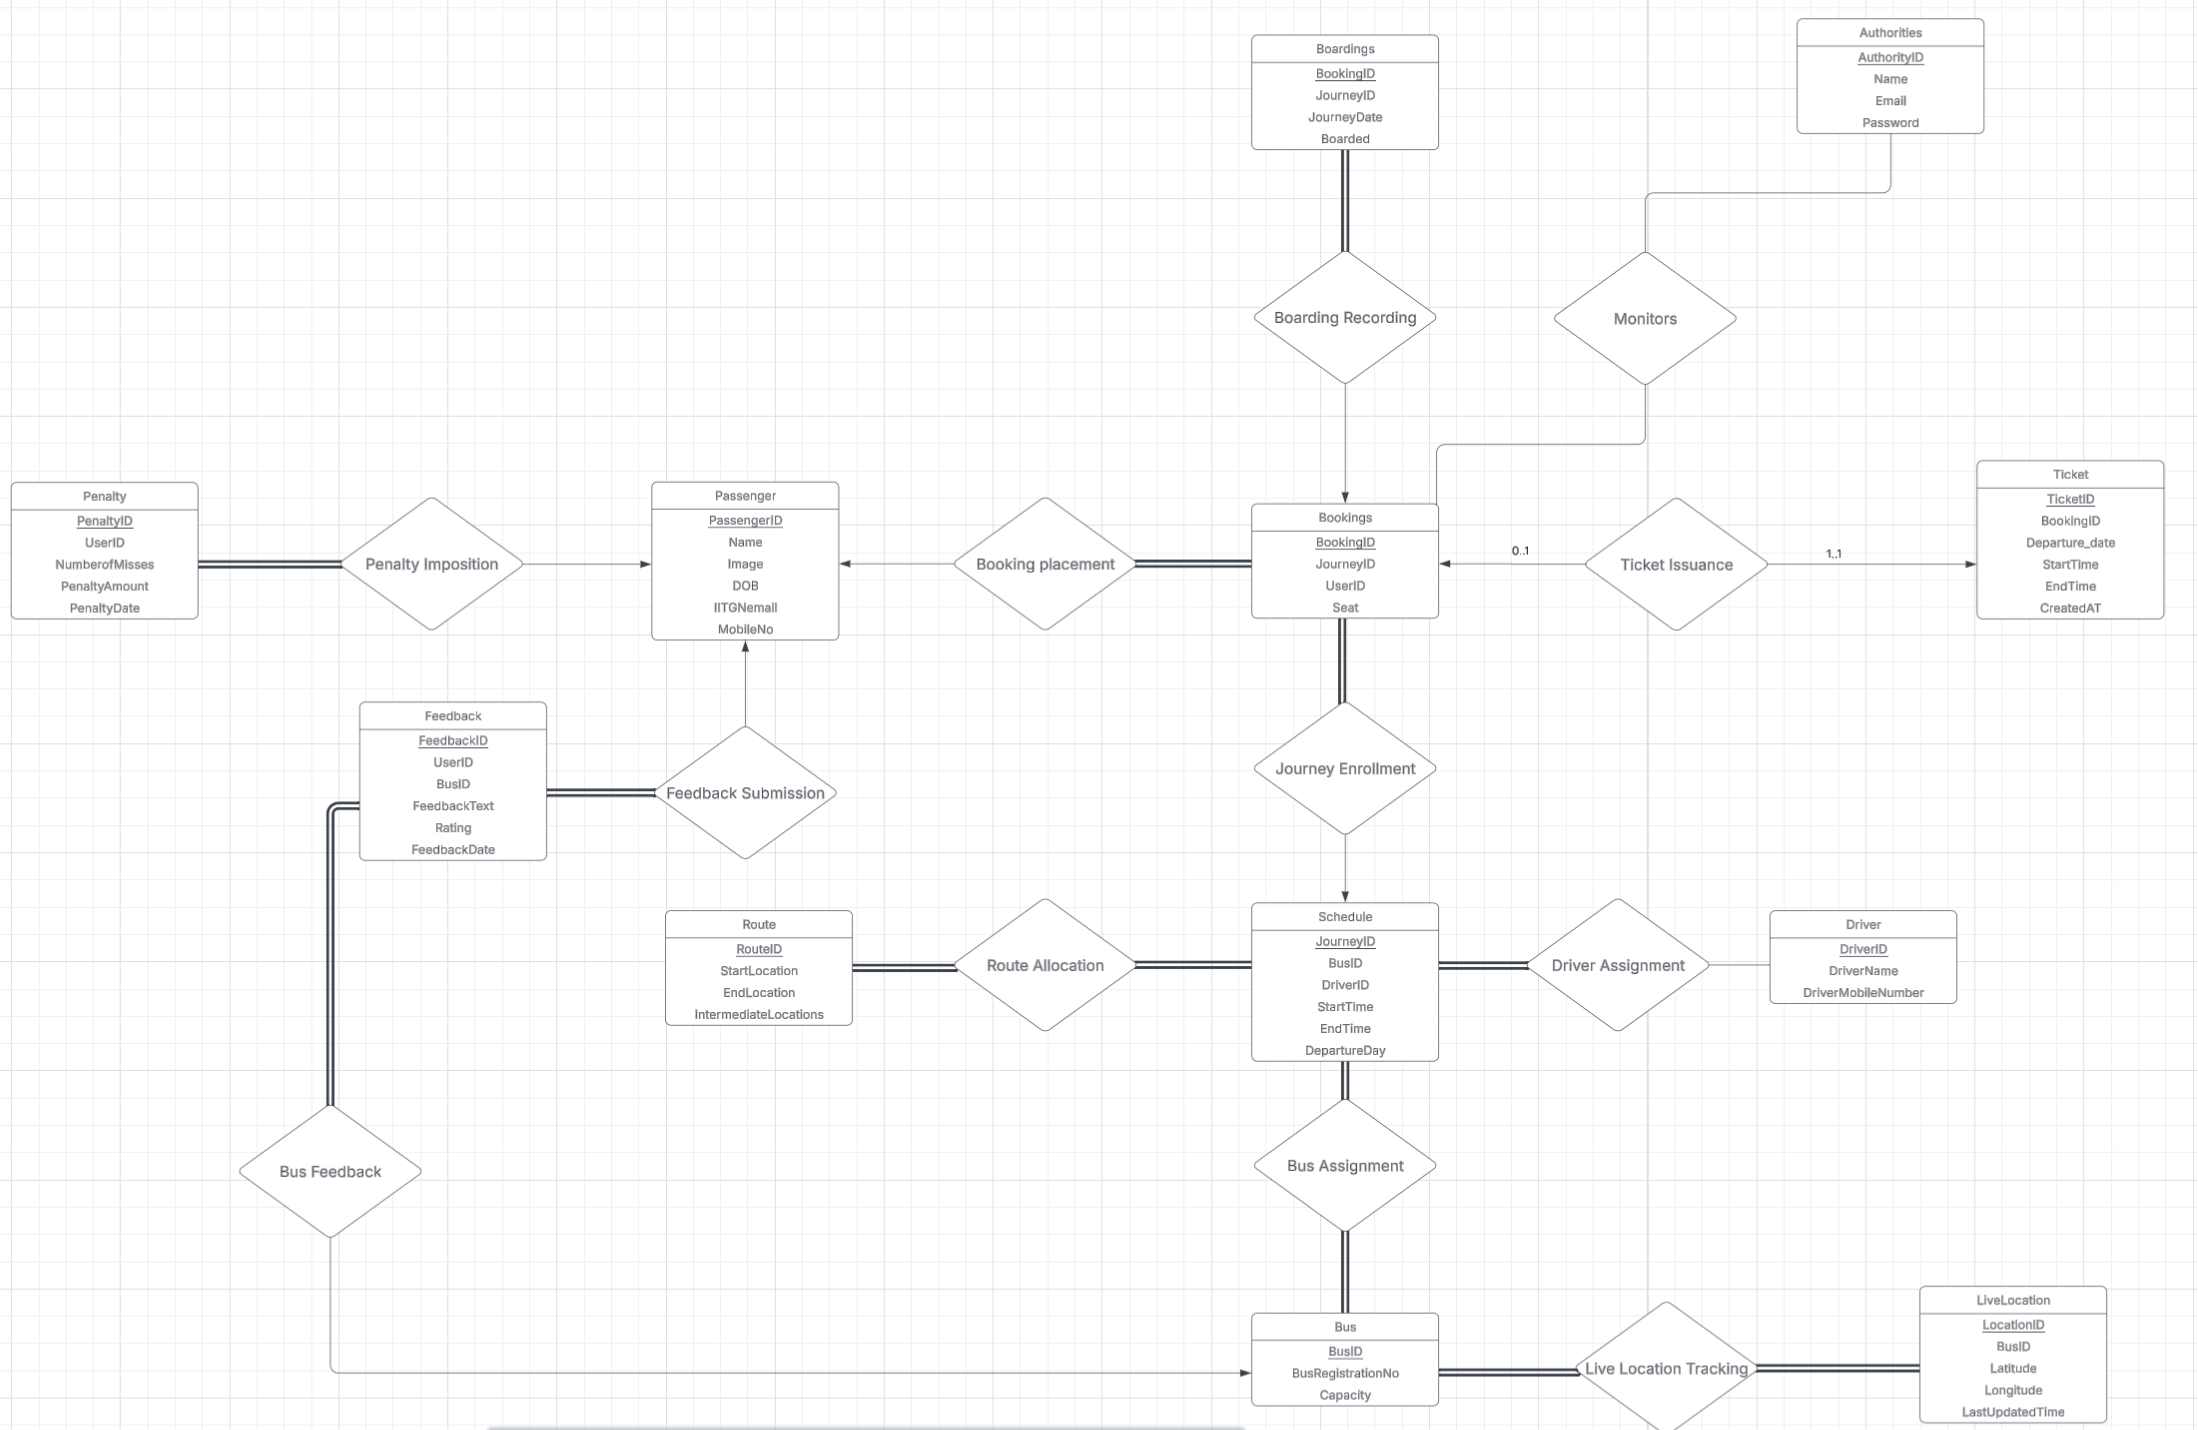 Boardings
BookingID
JourneyID
JourneyDate
Boarded
Authorities
AuthorityID
Name
Email
Password
Boarding Recording
Monitors
Penalty
PenaltyID
UserID
NumberofMisses
PenaltyAmount
PenaltyDate
Penalty Imposition
Passenger
PassengerID
Name
Image
DOB
IITGNemail
MobileNo
Booking placement
Bookings
BookingID
JourneyID
UserID
Seat
0..1
Ticket Issuance
1..1
Ticket
TicketID
BookingID
Departure_date
StartTime
EndTime
CreatedAT
Feedback
FeedbackID
UserID
BusID
FeedbackText
Rating
FeedbackDate
Feedback Submission
Journey Enrollment
Route
RouteID
StartLocation
EndLocation
IntermediateLocations
Route Allocation
Schedule
JourneyID
BusID
DriverID
StartTime
EndTime
DepartureDay
Driver Assignment
Driver
DriverID
DriverName
DriverMobileNumber
Bus Feedback
Bus Assignment
Bus
BusID
BusRegistrationNo
Capacity
Live Location Tracking
LiveLocation
LocationID
BusID
Latitude
Longitude
LastUpdatedTime